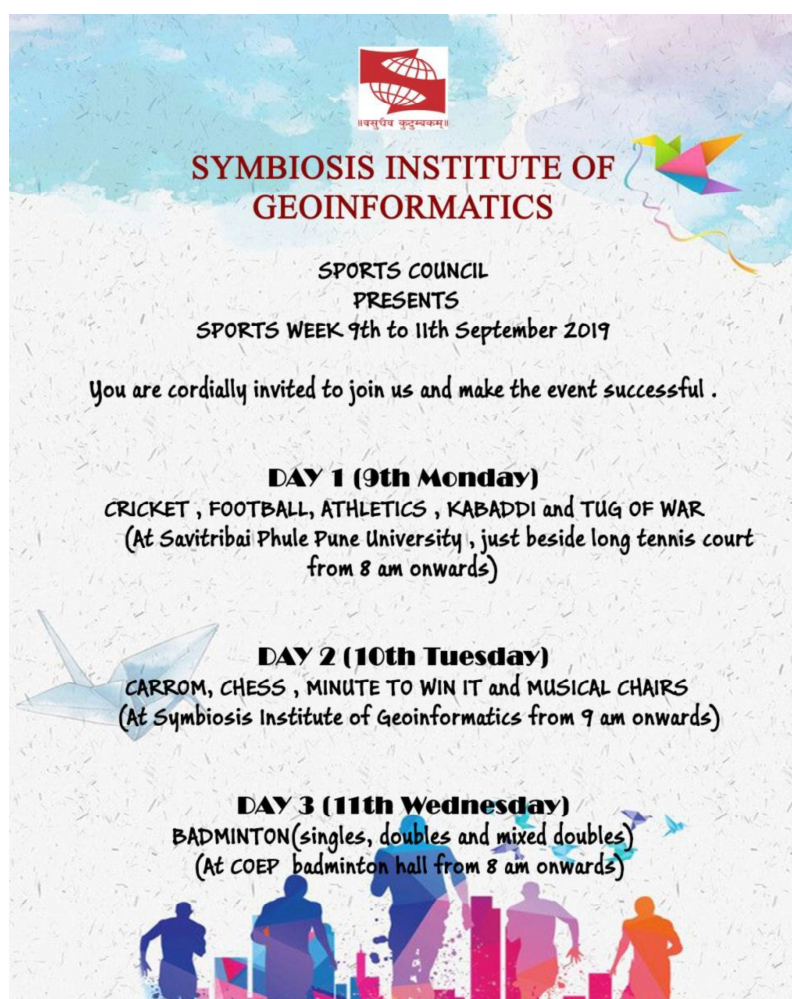 ॥वसुधैव कुटुम्बकम्॥
SYMBIOSIS INSTITUTE OF
GEOINFORMATICS
SPORTS COUNCIL
PRESENTS
SPORTS WEEK 9th to 11th September 2019
You are cordially invited to join us and make the event successful .
DAY 1 (9th Monday)
CRICKET , FOOTBALL, ATHLETICS , KABADDI and TUG OF WAR
(At Savitribai Phule Pune University , just beside long tennis court
from 8 am onwards)
DAY 2 (10th Tuesday)
CARROM, CHESS , MINUTE TO WIN IT and MUSICAL CHAIRS
(At Symbiosis Institute of Geoinformatics from 9 am onwards)
DAY 3 (11th Wednesday)
BADMINTON(singles, doubles and mixed doubles)
(At COEP badminton hall from 8 am onwards)